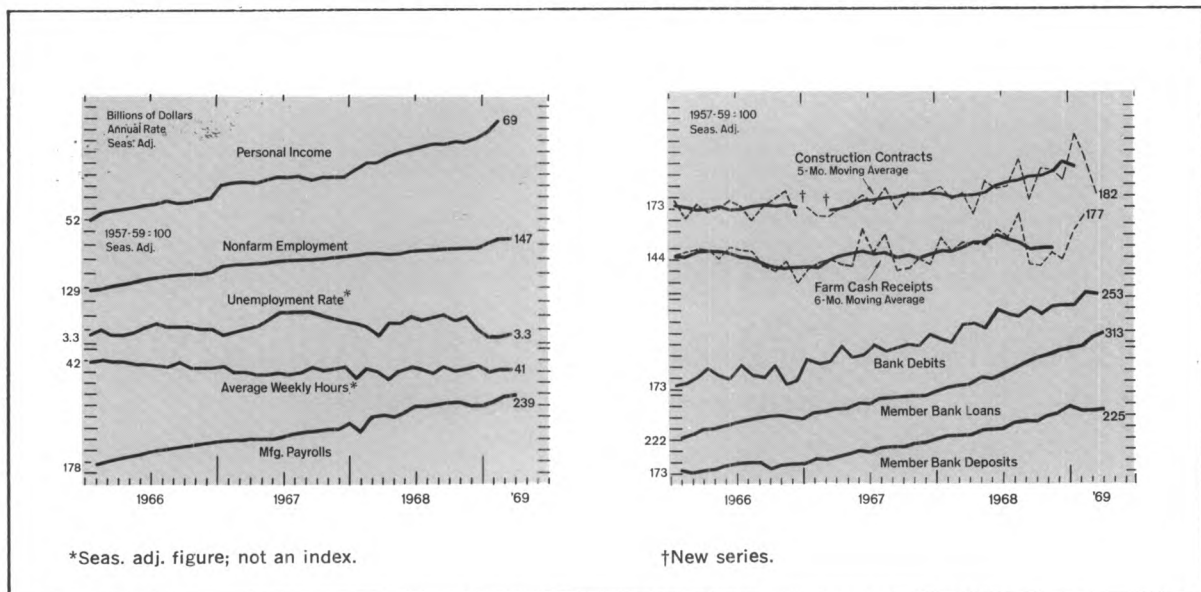 Billions of Dollars
Annual Rate
Seas. Adj.
Personal Income
69
52
1957-59 : 100
Seas. Adj.
Nonfarm Employment
147
129
Unemployment Rate*
3.3
3.3
42
Average Weekly Hours*
41
239
Mfg. Payrolls
178
1966
1967
1968
'69
*Seas. adj. figure; not an index.
1957-59 : 100
Seas. Adj.
Construction Contracts
5-Mo. Moving Average
† †
173
182
177
144
Farm Cash Receipts
6-Mo. Moving Average
253
313
Bank Debits
173
Member Bank Loans
222
225
Member Bank Deposits
173
1966
1967
1968
'69
†New series.